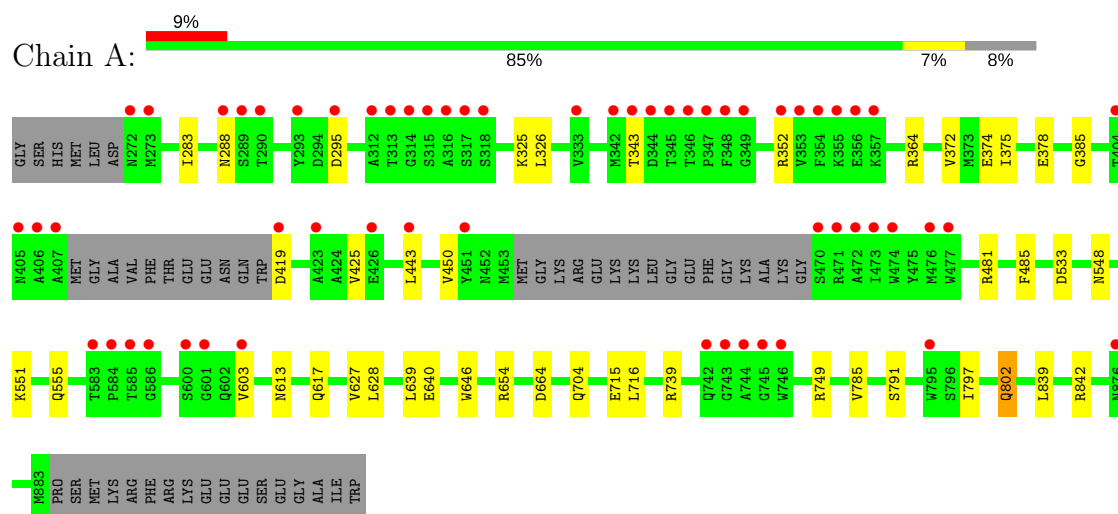 9%
Chain A:
85% 7% 8%
GLY SER HIS MET LEU ASP N272 M273 I283 N288 S289 T290 Y293 D294 D295 A312 T313 G314 S315 A316 S317 S318 K325 L326 V333 M342 T343 D344 T345 T346 F347 F348 G349 R352 V353 F354 K355 E356 K357 R364 V372 M373 E374 I375 E378 G385 T404
N405 A406 A407 MET GLY ALA VAL PHE THR GLU GLU ASN GLN TRP D419 A423 A424 V425 E426 L443 V450 Y451 N452 M453 MET GLY LYS ARG GLU LYS LYS LEU GLY GLU PHE GLY LYS ALA LYS GLY S470 R471 A472 I473 W474 Y475 M476 W477 R481 F485 D533 N548
K551 Q555 T583 P584 T585 G586 S600 G601 Q602 V603 N613 Q617 V627 L628 L639 E640 W646 R654 D664 Q704 E715 L716 R739 Q742 G743 A744 G745 W746 R749 V785 S791 W795 S796 I797 Q802 L839 R842 N876
M883 PRO SER MET LYS ARG PHE ARG LYS GLU GLU GLU SER GLU GLY ALA ILE TRP